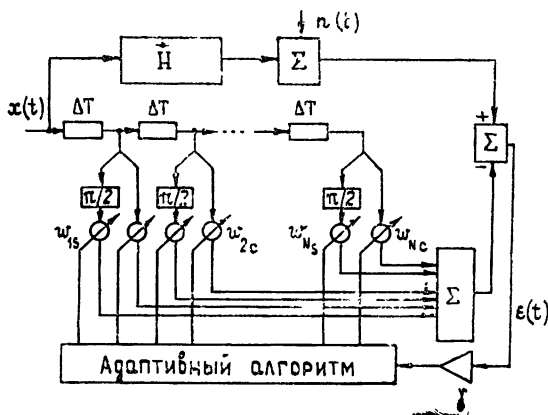 n(i)
H
Σ
x(t)
ΔT ΔT ... ΔT
+
Σ
-
π/2 π/2 π/2
w1s w2c wNs wNc
Σ
ε(t)
Адаптивный алгоритм
γ